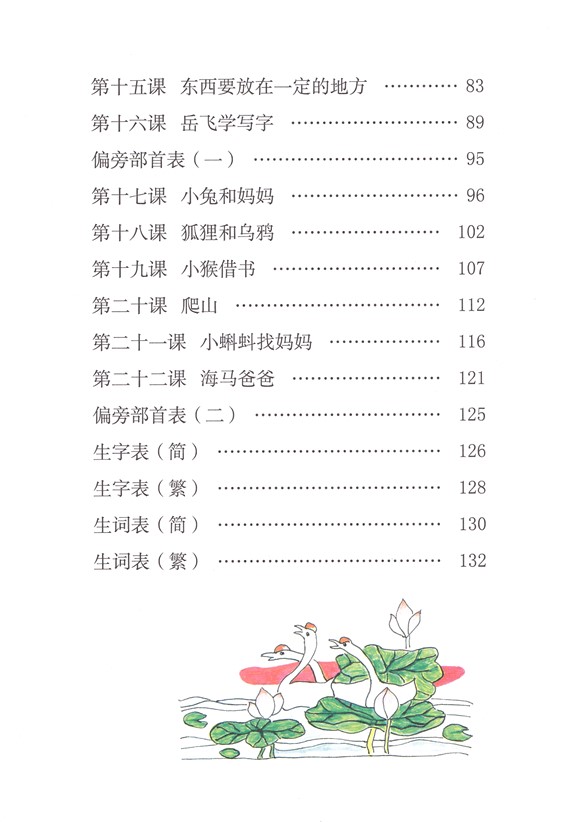 第十五课 东西要放在一定的地方 ………… 83
第十六课 岳飞学写字 ……………………… 89
偏旁部首表（一） ………………………… 95
第十七课 小兔和妈妈 ……………………… 96
第十八课 狐狸和乌鸦 …………………… 102
第十九课 小猴借书 ……………………… 107
第二十课 爬山 …………………………… 112
第二十一课 小蝌蚪找妈妈 ……………… 116
第二十二课 海马爸爸 …………………… 121
偏旁部首表（二） ………………………… 125
生字表（简） ……………………………… 126
生字表（繁） ……………………………… 128
生词表（简） ……………………………… 130
生词表（繁） ……………………………… 132